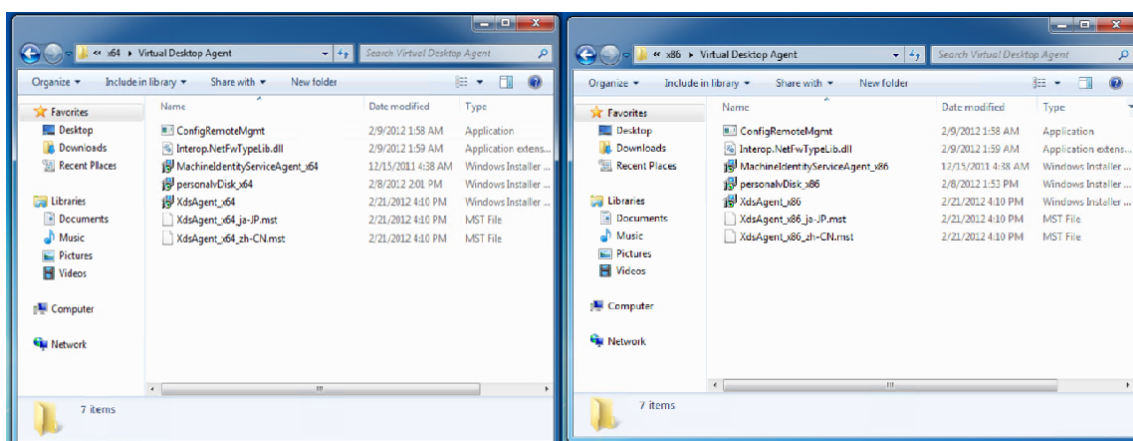 « x64 ▸ Virtual Desktop Agent
Search Virtual Desktop Agent
Organize
Include in library
Share with
New folder
Favorites
Desktop
Downloads
Recent Places
Libraries
Documents
Music
Pictures
Videos
Computer
Network
Name Date modified Type
ConfigRemoteMgmt 2/9/2012 1:58 AM Application
Interop.NetFwTypeLib.dll 2/9/2012 1:59 AM Application extens...
MachineIdentityServiceAgent_x64 12/15/2011 4:38 AM Windows Installer ...
personalvDisk_x64 2/8/2012 2:01 PM Windows Installer ...
XdsAgent_x64 2/21/2012 4:10 PM Windows Installer ...
XdsAgent_x64_ja-JP.mst 2/21/2012 4:10 PM MST File
XdsAgent_x64_zh-CN.mst 2/21/2012 4:10 PM MST File
7 items
« x86 ▸ Virtual Desktop Agent
Search Virtual Desktop Agent
Organize
Include in library
Share with
New folder
Favorites
Desktop
Downloads
Recent Places
Libraries
Documents
Music
Pictures
Videos
Computer
Network
Name Date modified Type
ConfigRemoteMgmt 2/9/2012 1:58 AM Application
Interop.NetFwTypeLib.dll 2/9/2012 1:59 AM Application extens...
MachineIdentityServiceAgent_x86 12/15/2011 4:38 AM Windows Installer ...
personalvDisk_x86 2/8/2012 1:53 PM Windows Installer ...
XdsAgent_x86 2/21/2012 4:10 PM Windows Installer ...
XdsAgent_x86_ja-JP.mst 2/21/2012 4:10 PM MST File
XdsAgent_x86_zh-CN.mst 2/21/2012 4:10 PM MST File
7 items